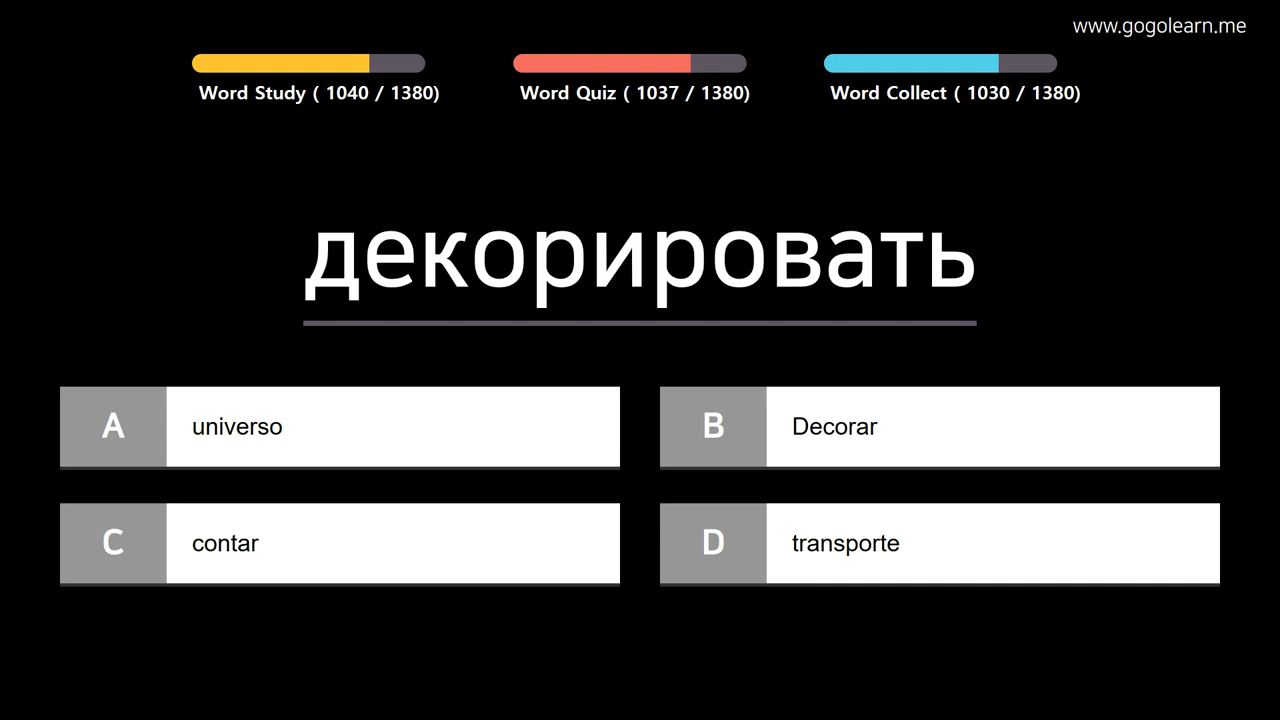 www.gogolearn.me
Word Study ( 1040 / 1380)
Word Quiz ( 1037 / 1380)
Word Collect ( 1030 / 1380)
декорировать
A universo
B Decorar
C contar
D transporte